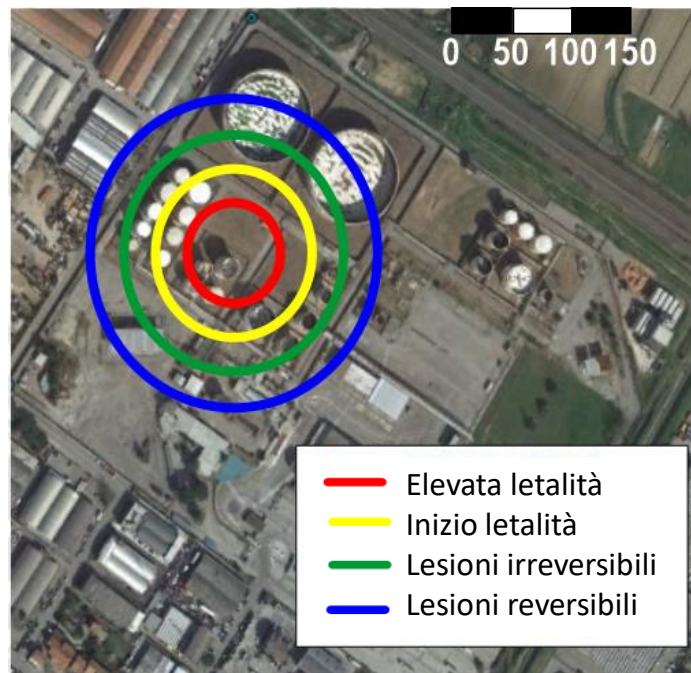 0 50 100 150
Elevata letalità
Inizio letalità
Lesioni irreversibili
Lesioni reversibili